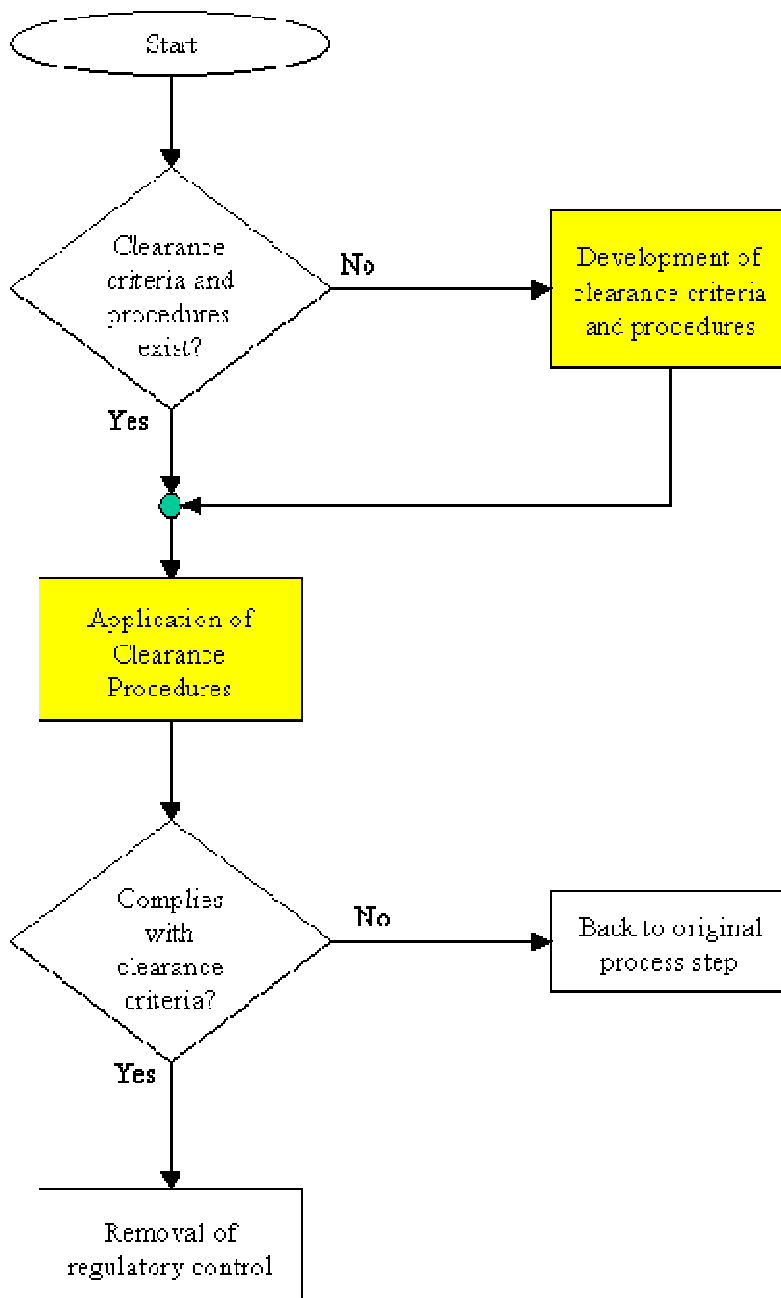 Start
Clearance
criteria and
procedures
exist?
No
Development of
clearance criteria
and procedures
Yes
Application of
Clearance
Procedures
Complies
with
clearance
criteria?
No
Back to original
process step
Yes
Removal of
regulatory control